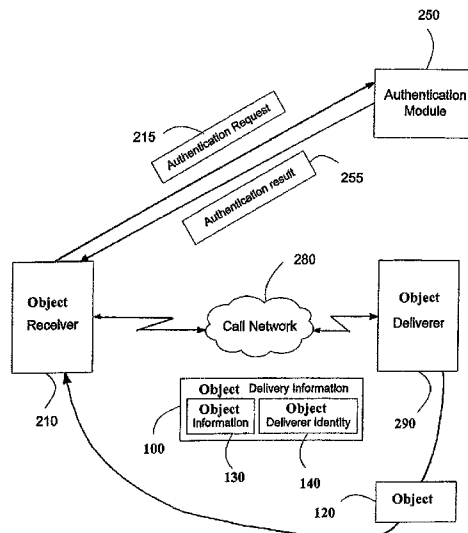 250
Authentication
Module
215
Authentication Request
Authentication result
255
280
Object
Receiver
Call Network
Object
Deliverer
Object Delivery Information
Object
Information
Object
Deliverer Identity
210
100
290
130
140
120
Object